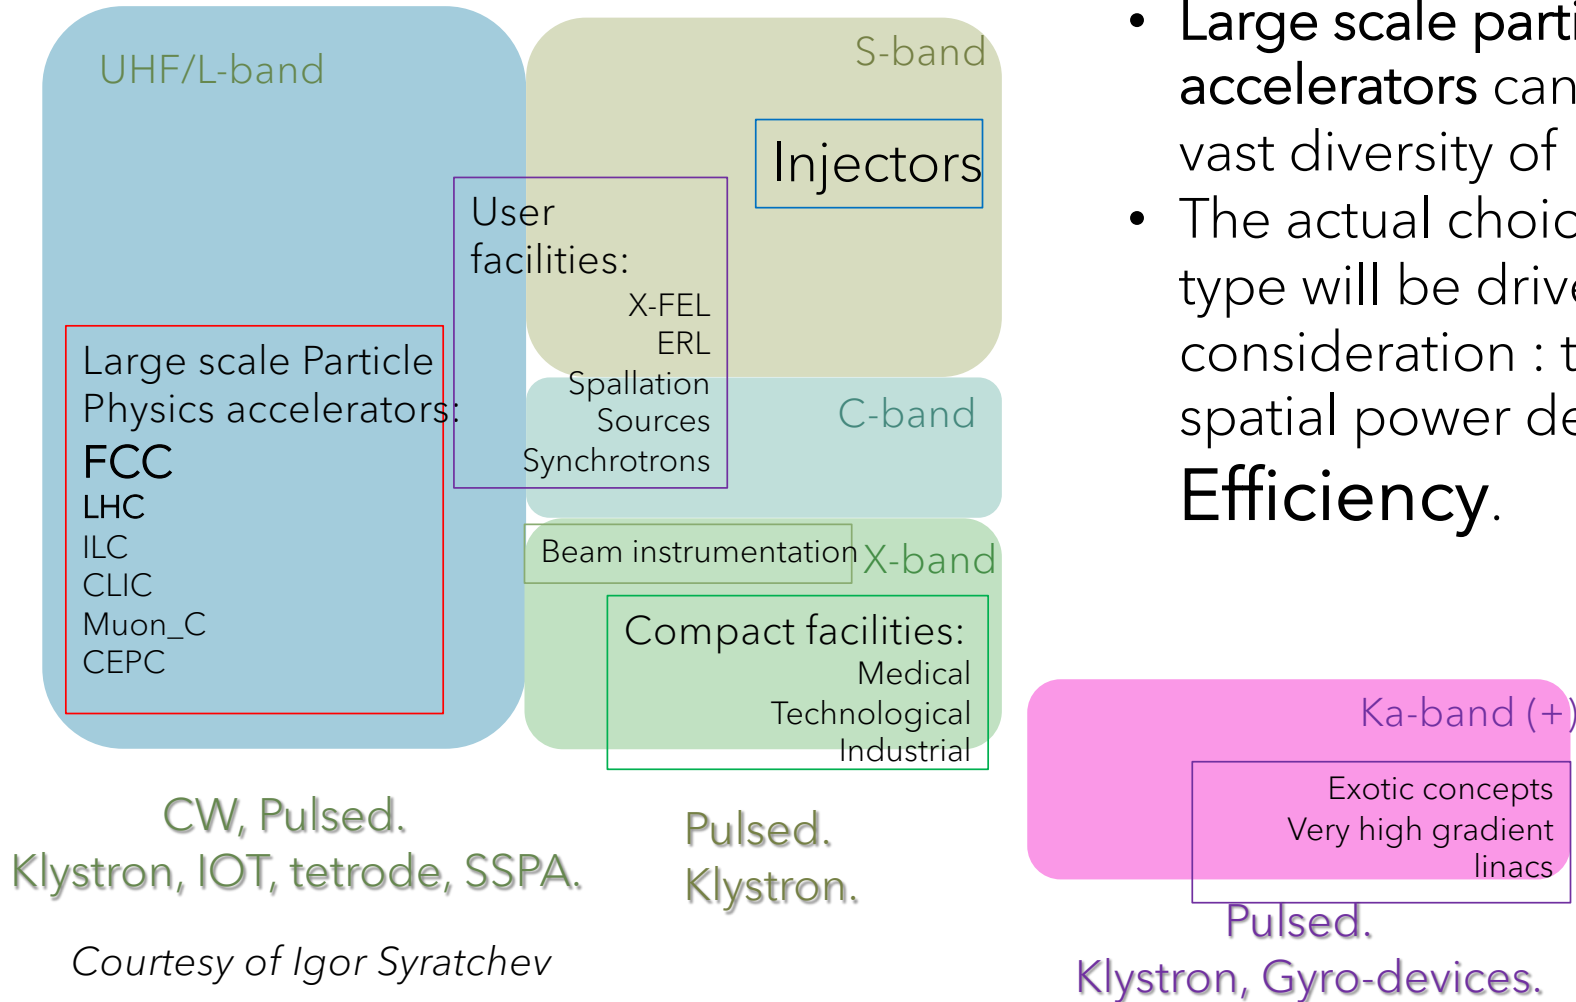 UHF/L-band
S-band
Injectors
User
facilities:
X-FEL
ERL
Spallation
Sources
Synchrotrons
Large scale Particle
Physics accelerators:
FCC
LHC
ILC
CLIC
Muon_C
CEPC
C-band
Beam instrumentation
X-band
Compact facilities:
Medical
Technological
Industrial
CW, Pulsed.
Klystron, IOT, tetrode, SSPA.
Pulsed.
Klystron.
Courtesy of Igor Syratchev
• Large scale parti
accelerators can
vast diversity of
• The actual choic
type will be drive
consideration : t
spatial power de
Efficiency.
Ka-band (+)
Exotic concepts
Very high gradient
linacs
Pulsed.
Klystron, Gyro-devices.